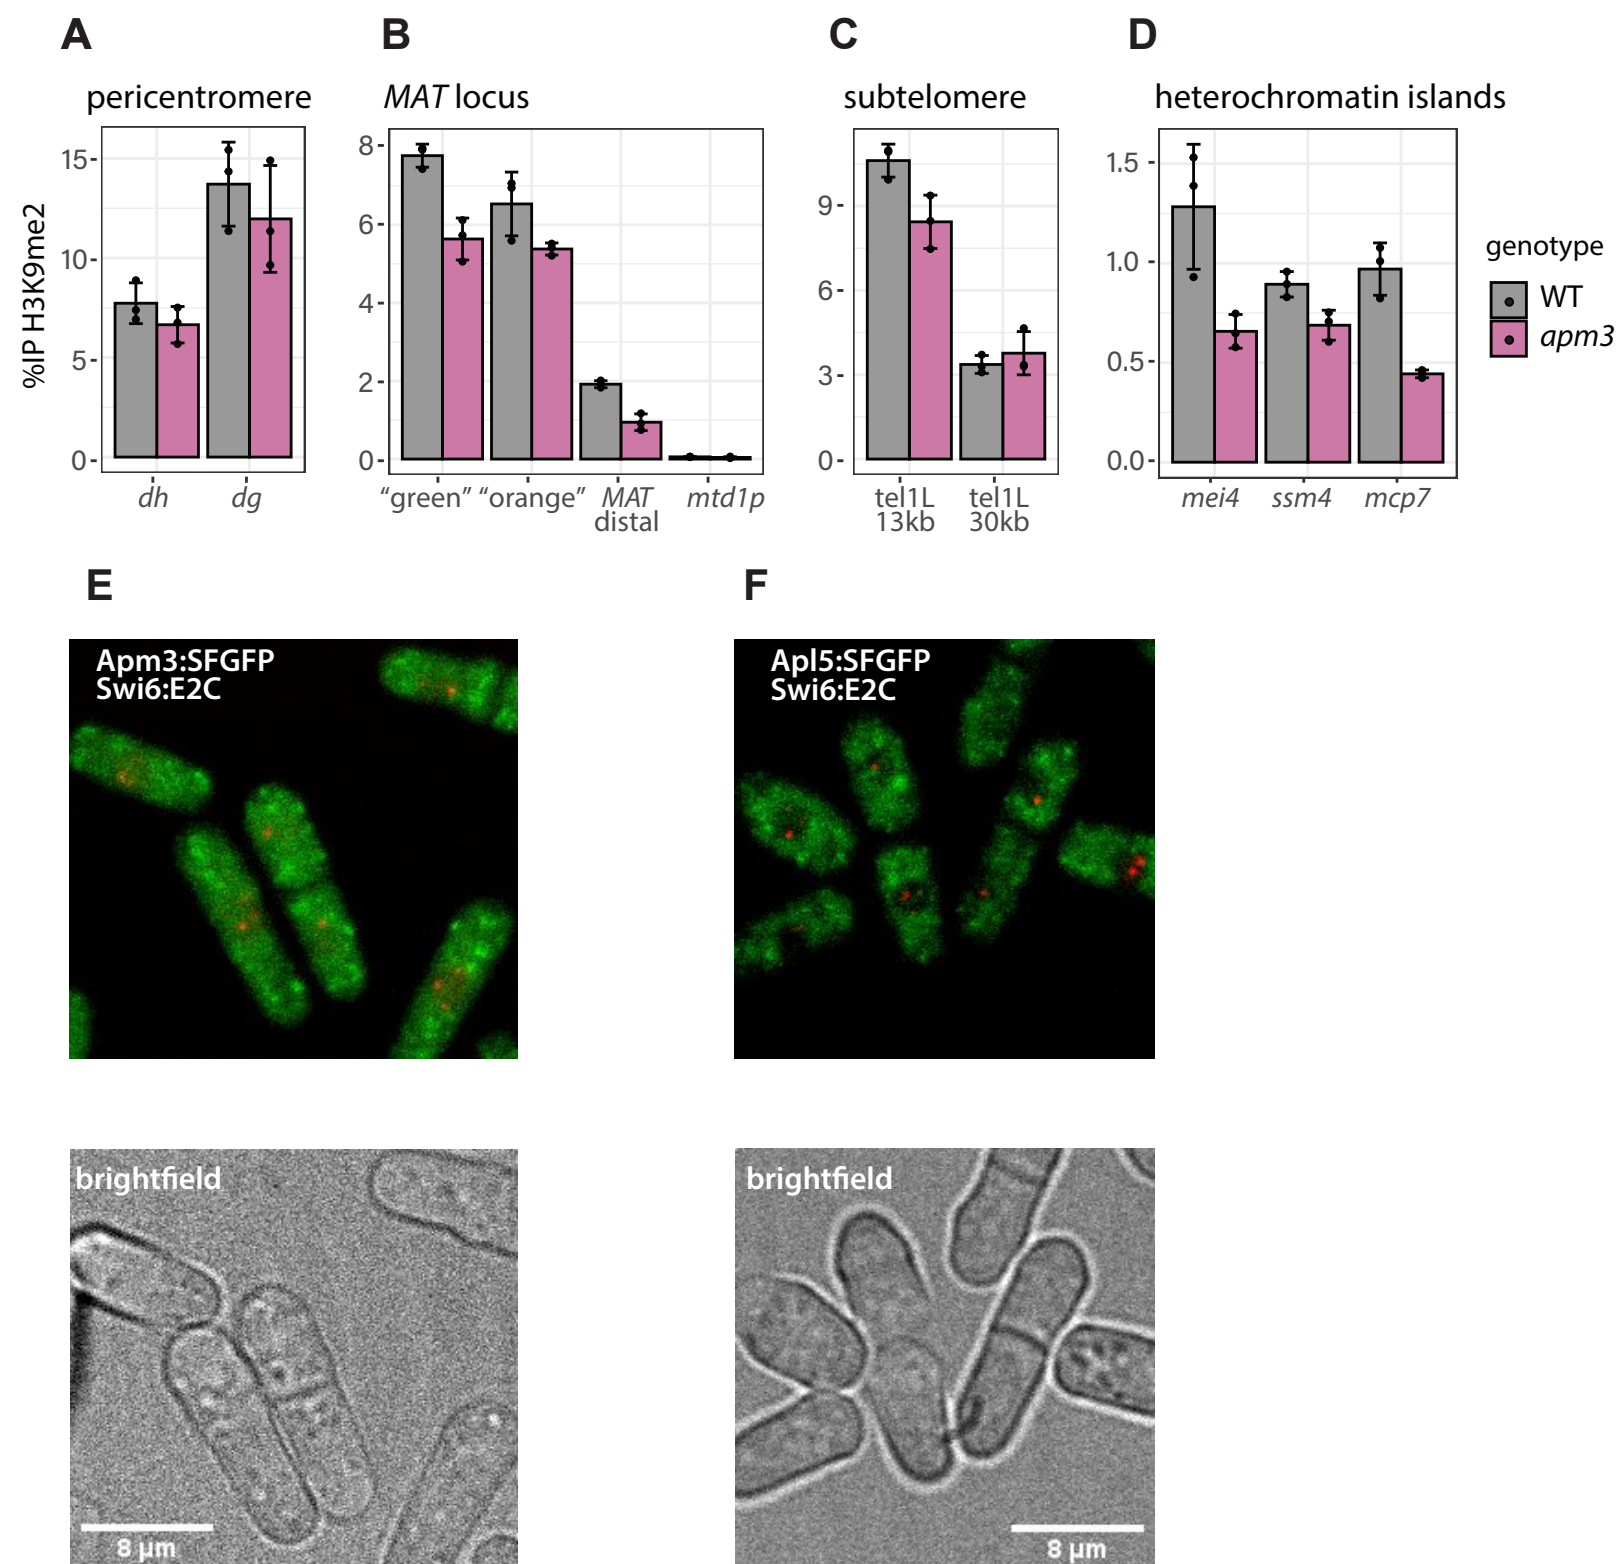 A
B
C
D
pericentromere
MAT locus
subtelomere
heterochromatin islands
%IP H3K9me2
15
10
5
0
dh
dg
8
6
4
2
0
"green"
"orange"
MAT
distal
mtd1p
9
6
3
0
tel1L
13kb
tel1L
30kb
1.5
1.0
0.5
0.0
mei4
ssm4
mcp7
genotype
WT
apm3
E
F
Apm3:SFGFP
Swi6:E2C
Apl5:SFGFP
Swi6:E2C
brightfield
8 µm
brightfield
8 µm